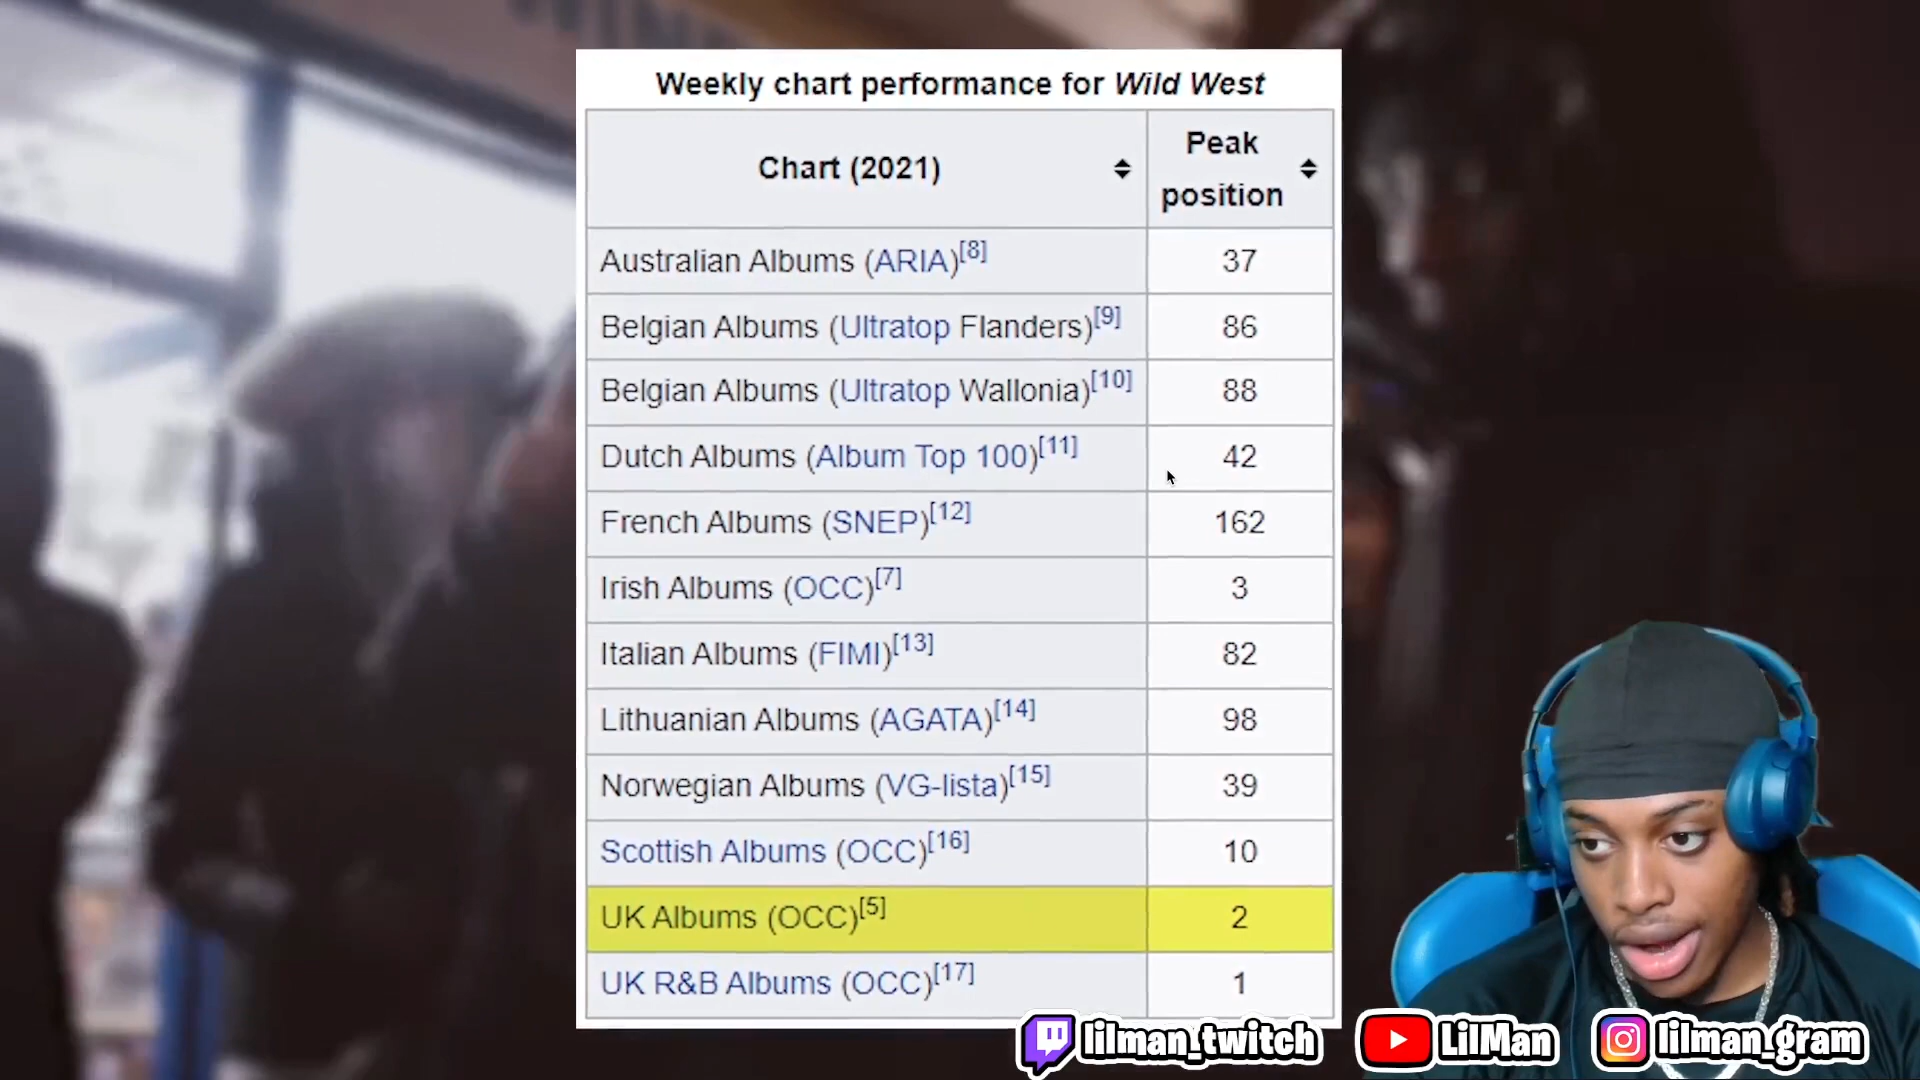 Weekly chart performance for Wild West
Chart (2021)
Peak position
Australian Albums (ARIA)[8] 37
Belgian Albums (Ultratop Flanders)[9] 86
Belgian Albums (Ultratop Wallonia)[10] 88
Dutch Albums (Album Top 100)[11] 42
French Albums (SNEP)[12] 162
Irish Albums (OCC)[7] 3
Italian Albums (FIMI)[13] 82
Lithuanian Albums (AGATA)[14] 98
Norwegian Albums (VG-lista)[15] 39
Scottish Albums (OCC)[16] 10
UK Albums (OCC)[5] 2
UK R&B Albums (OCC)[17] 1
lilman_twitch LilMan lilman_gram